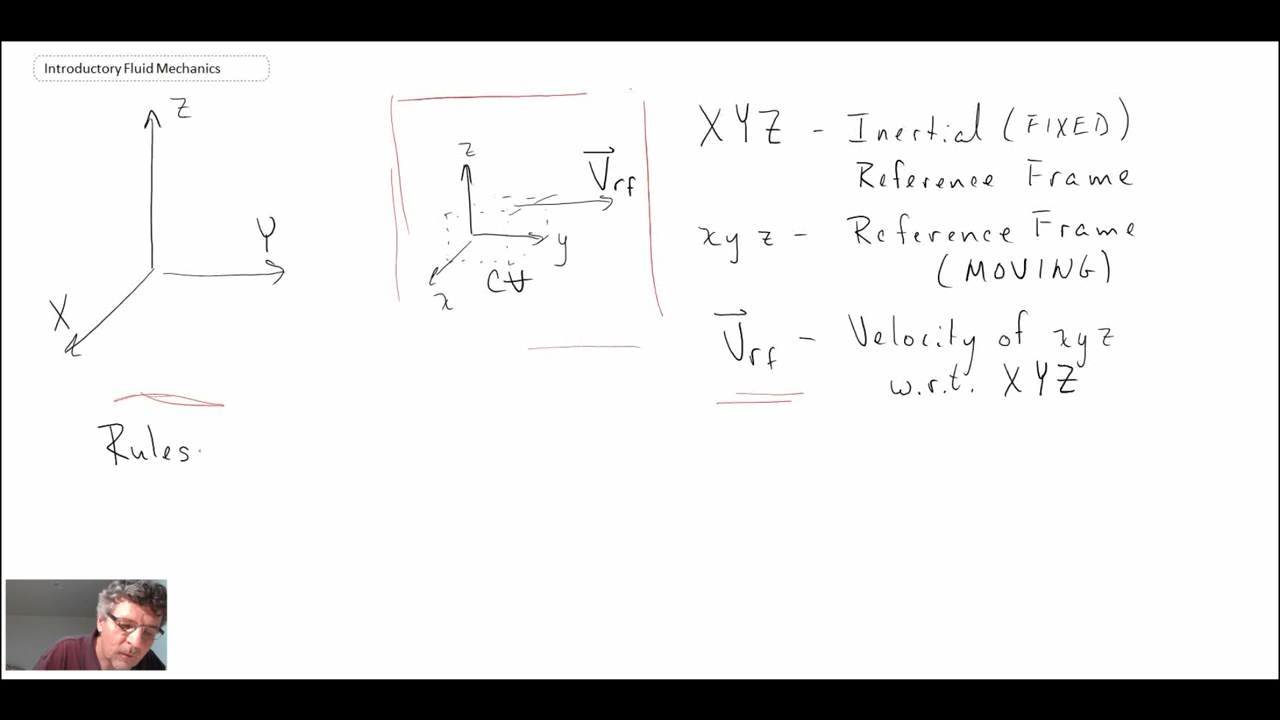 Introductory Fluid Mechanics
Z
Y
X
z
V rf
y
x
C∀
XYZ - Inertial (FIXED)
Reference Frame
xyz - Reference Frame
(MOVING)
V rf - Velocity of xyz
w.r.t. XYZ
Rules